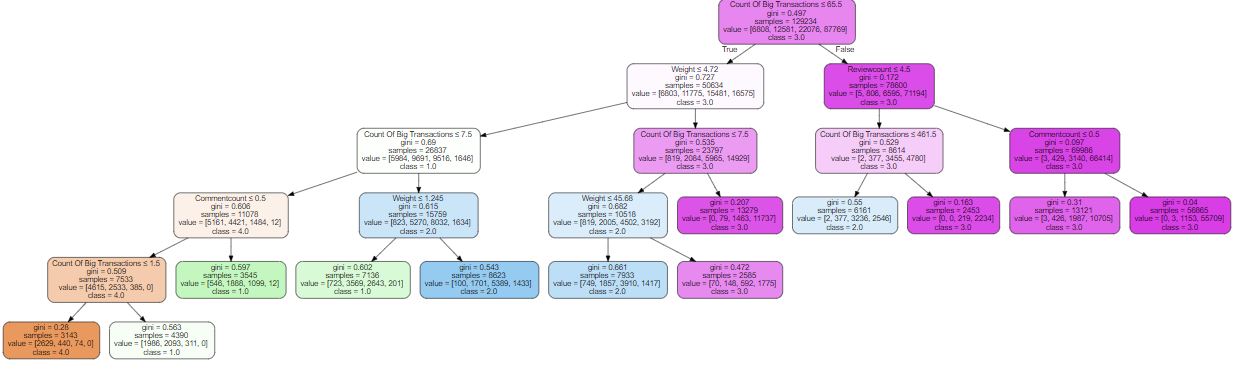 Count Of Big Transactions ≤ 65.5
gini = 0.497
samples = 129234
value = [6808, 12581, 22076, 87769]
class = 3.0
True
False
Weight ≤ 4.72
gini = 0.727
samples = 50634
value = [6803, 11775, 15481, 16575]
class = 3.0
Reviewcount ≤ 4.5
gini = 0.172
samples = 78600
value = [5, 806, 6595, 71194]
class = 3.0
Count Of Big Transactions ≤ 7.5
gini = 0.69
samples = 26837
value = [5984, 9691, 9516, 1646]
class = 1.0
Count Of Big Transactions ≤ 7.5
gini = 0.535
samples = 23797
value = [819, 2084, 5965, 14929]
class = 3.0
Count Of Big Transactions ≤ 461.5
gini = 0.529
samples = 8614
value = [2, 377, 3455, 4780]
class = 3.0
Commentcount ≤ 0.5
gini = 0.097
samples = 69986
value = [3, 429, 3140, 66414]
class = 3.0
Commentcount ≤ 0.5
gini = 0.606
samples = 11078
value = [5161, 4421, 1484, 12]
class = 4.0
Weight ≤ 1.245
gini = 0.615
samples = 15759
value = [823, 5270, 8032, 1634]
class = 2.0
Weight ≤ 45.68
gini = 0.682
samples = 10518
value = [819, 2005, 4502, 3192]
class = 2.0
gini = 0.207
samples = 13279
value = [0, 79, 1463, 11737]
class = 3.0
gini = 0.55
samples = 6161
value = [2, 377, 3236, 2546]
class = 2.0
gini = 0.163
samples = 2453
value = [0, 0, 219, 2234]
class = 3.0
gini = 0.31
samples = 13121
value = [3, 426, 1987, 10705]
class = 3.0
gini = 0.04
samples = 56865
value = [0, 3, 1153, 55709]
class = 3.0
Count Of Big Transactions ≤ 1.5
gini = 0.509
samples = 7533
value = [4615, 2533, 385, 0]
class = 4.0
gini = 0.597
samples = 3545
value = [546, 1888, 1099, 12]
class = 1.0
gini = 0.602
samples = 7136
value = [723, 3569, 2643, 201]
class = 1.0
gini = 0.543
samples = 8623
value = [100, 1701, 5389, 1433]
class = 2.0
gini = 0.661
samples = 7933
value = [749, 1857, 3910, 1417]
class = 2.0
gini = 0.472
samples = 2585
value = [70, 148, 592, 1775]
class = 3.0
gini = 0.28
samples = 3143
value = [2629, 440, 74, 0]
class = 4.0
gini = 0.563
samples = 4390
value = [1986, 2093, 311, 0]
class = 1.0